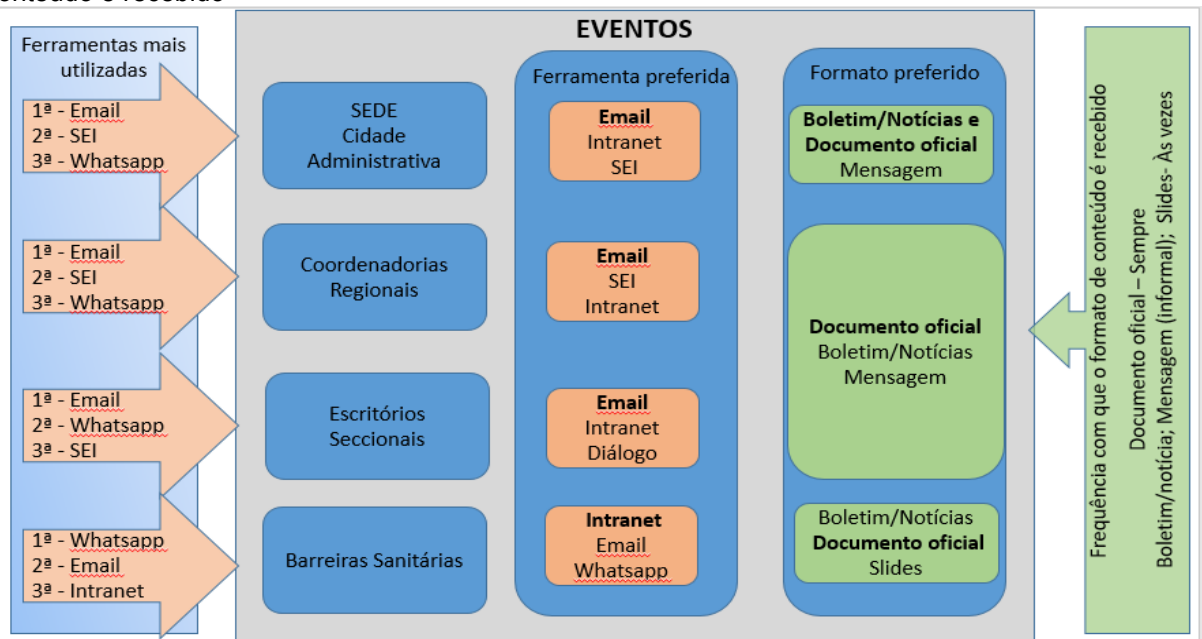 EVENTOS
Ferramentas mais
utilizadas
1ª - Email
2ª - SEI
3ª - Whatsapp
SEDE
Cidade
Administrativa
Ferramenta preferida
Email
Intranet
SEI
Formato preferido
Boletim/Notícias e
Documento oficial
Mensagem
1ª - Email
2ª - SEI
3ª - Whatsapp
Coordenadorias
Regionais
Email
SEI
Intranet
Documento oficial
Boletim/Notícias
Mensagem
1ª - Email
2ª - Whatsapp
3ª - SEI
Escritórios
Seccionais
Email
Intranet
Diálogo
1ª - Whatsapp
2ª - Email
3ª - Intranet
Barreiras Sanitárias
Intranet
Email
Whatsapp
Boletim/Notícias
Documento oficial
Slides
Frequência com que o formato de conteúdo é recebido
Documento oficial – Sempre
Boletim/notícia; Mensagem (informal); Slides- Às vezes